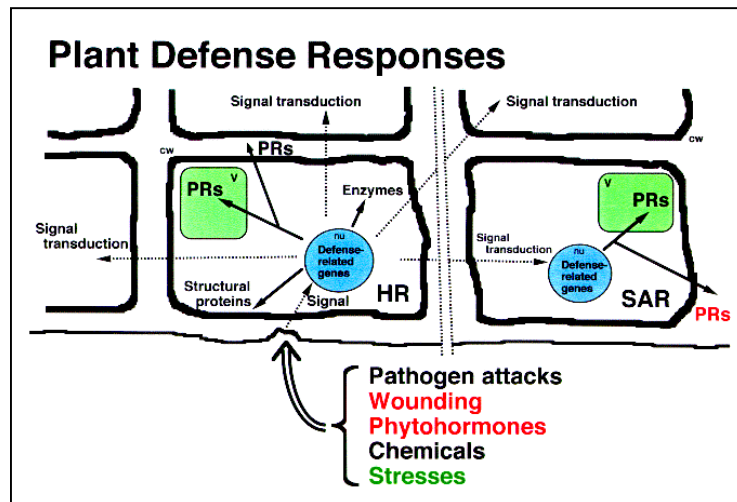 Plant Defense Responses
Signal transduction
Signal transduction
cw
PRs
cw
V
PRs
Enzymes
V
PRs
Signal
transduction
nu
Defense-
related
genes
Signal
transduction
nu
Defense-
related
genes
Structural
proteins
Signal
HR
SAR
PRs
Pathogen attacks
Wounding
Phytohormones
Chemicals
Stresses